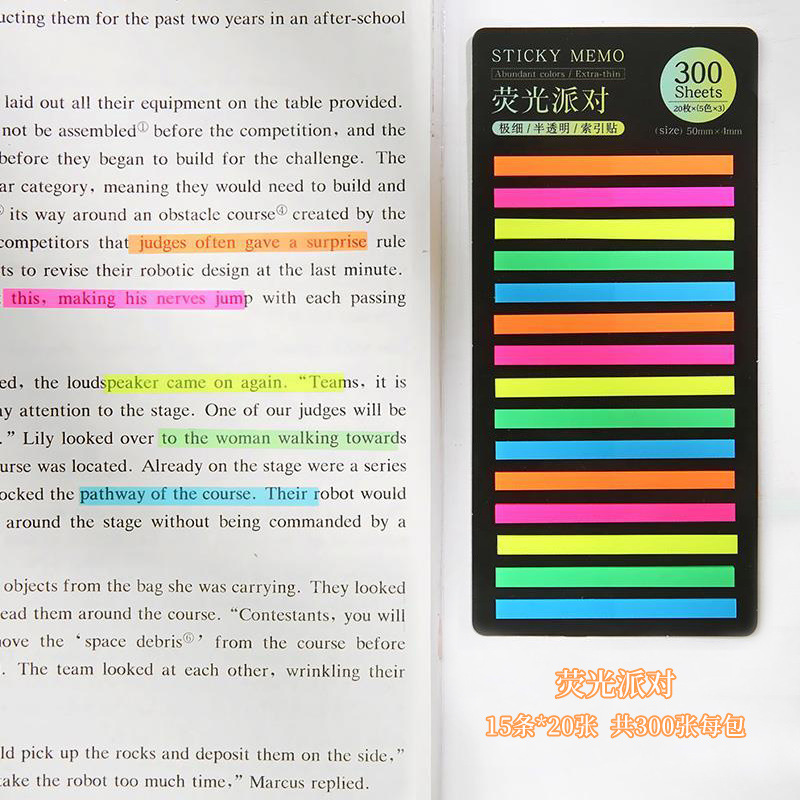 ucting them for the past two years in an after-school
laid out all their equipment on the table provided.
not be assembled① before the competition, and the
before they began to build for the challenge. The
ar category, meaning they would need to build and
its way around an obstacle course④ created by the
competitors that judges often gave a surprise rule
ts to revise their robotic design at the last minute.
this, making his nerves jump with each passing
ed, the loudspeaker came on again. “Teams, it is
ay attention to the stage. One of our judges will be
.” Lily looked over to the woman walking towards
urse was located. Already on the stage were a series
ocked the pathway of the course. Their robot would
around the stage without being commanded by a
objects from the bag she was carrying. They looked
ead them around the course. “Contestants, you will
nove the ‘space debris⑥’ from the course before
. The team looked at each other, wrinkling their
ld pick up the rocks and deposit them on the side,”
take the robot too much time,” Marcus replied.
STICKY MEMO
Abundant colors / Extra-thin
荧光派对
极细/半透明/索引贴
300
Sheets
20枚×(5色×3)
(size) 50mm×4mm
荧光派对
15条*20张 共300张每包